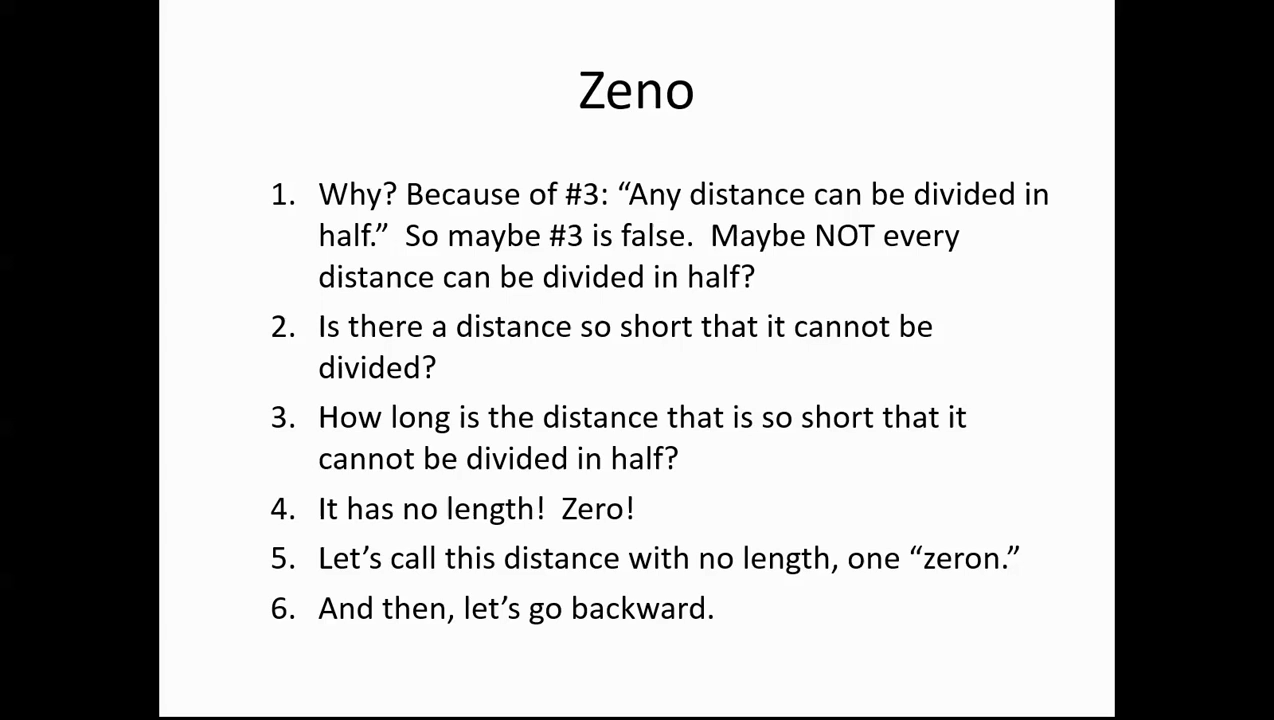 Zeno
1. Why? Because of #3: “Any distance can be divided in
half.”  So maybe #3 is false.  Maybe NOT every
distance can be divided in half?
2. Is there a distance so short that it cannot be
divided?
3. How long is the distance that is so short that it
cannot be divided in half?
4. It has no length!  Zero!
5. Let’s call this distance with no length, one “zeron.”
6. And then, let’s go backward.